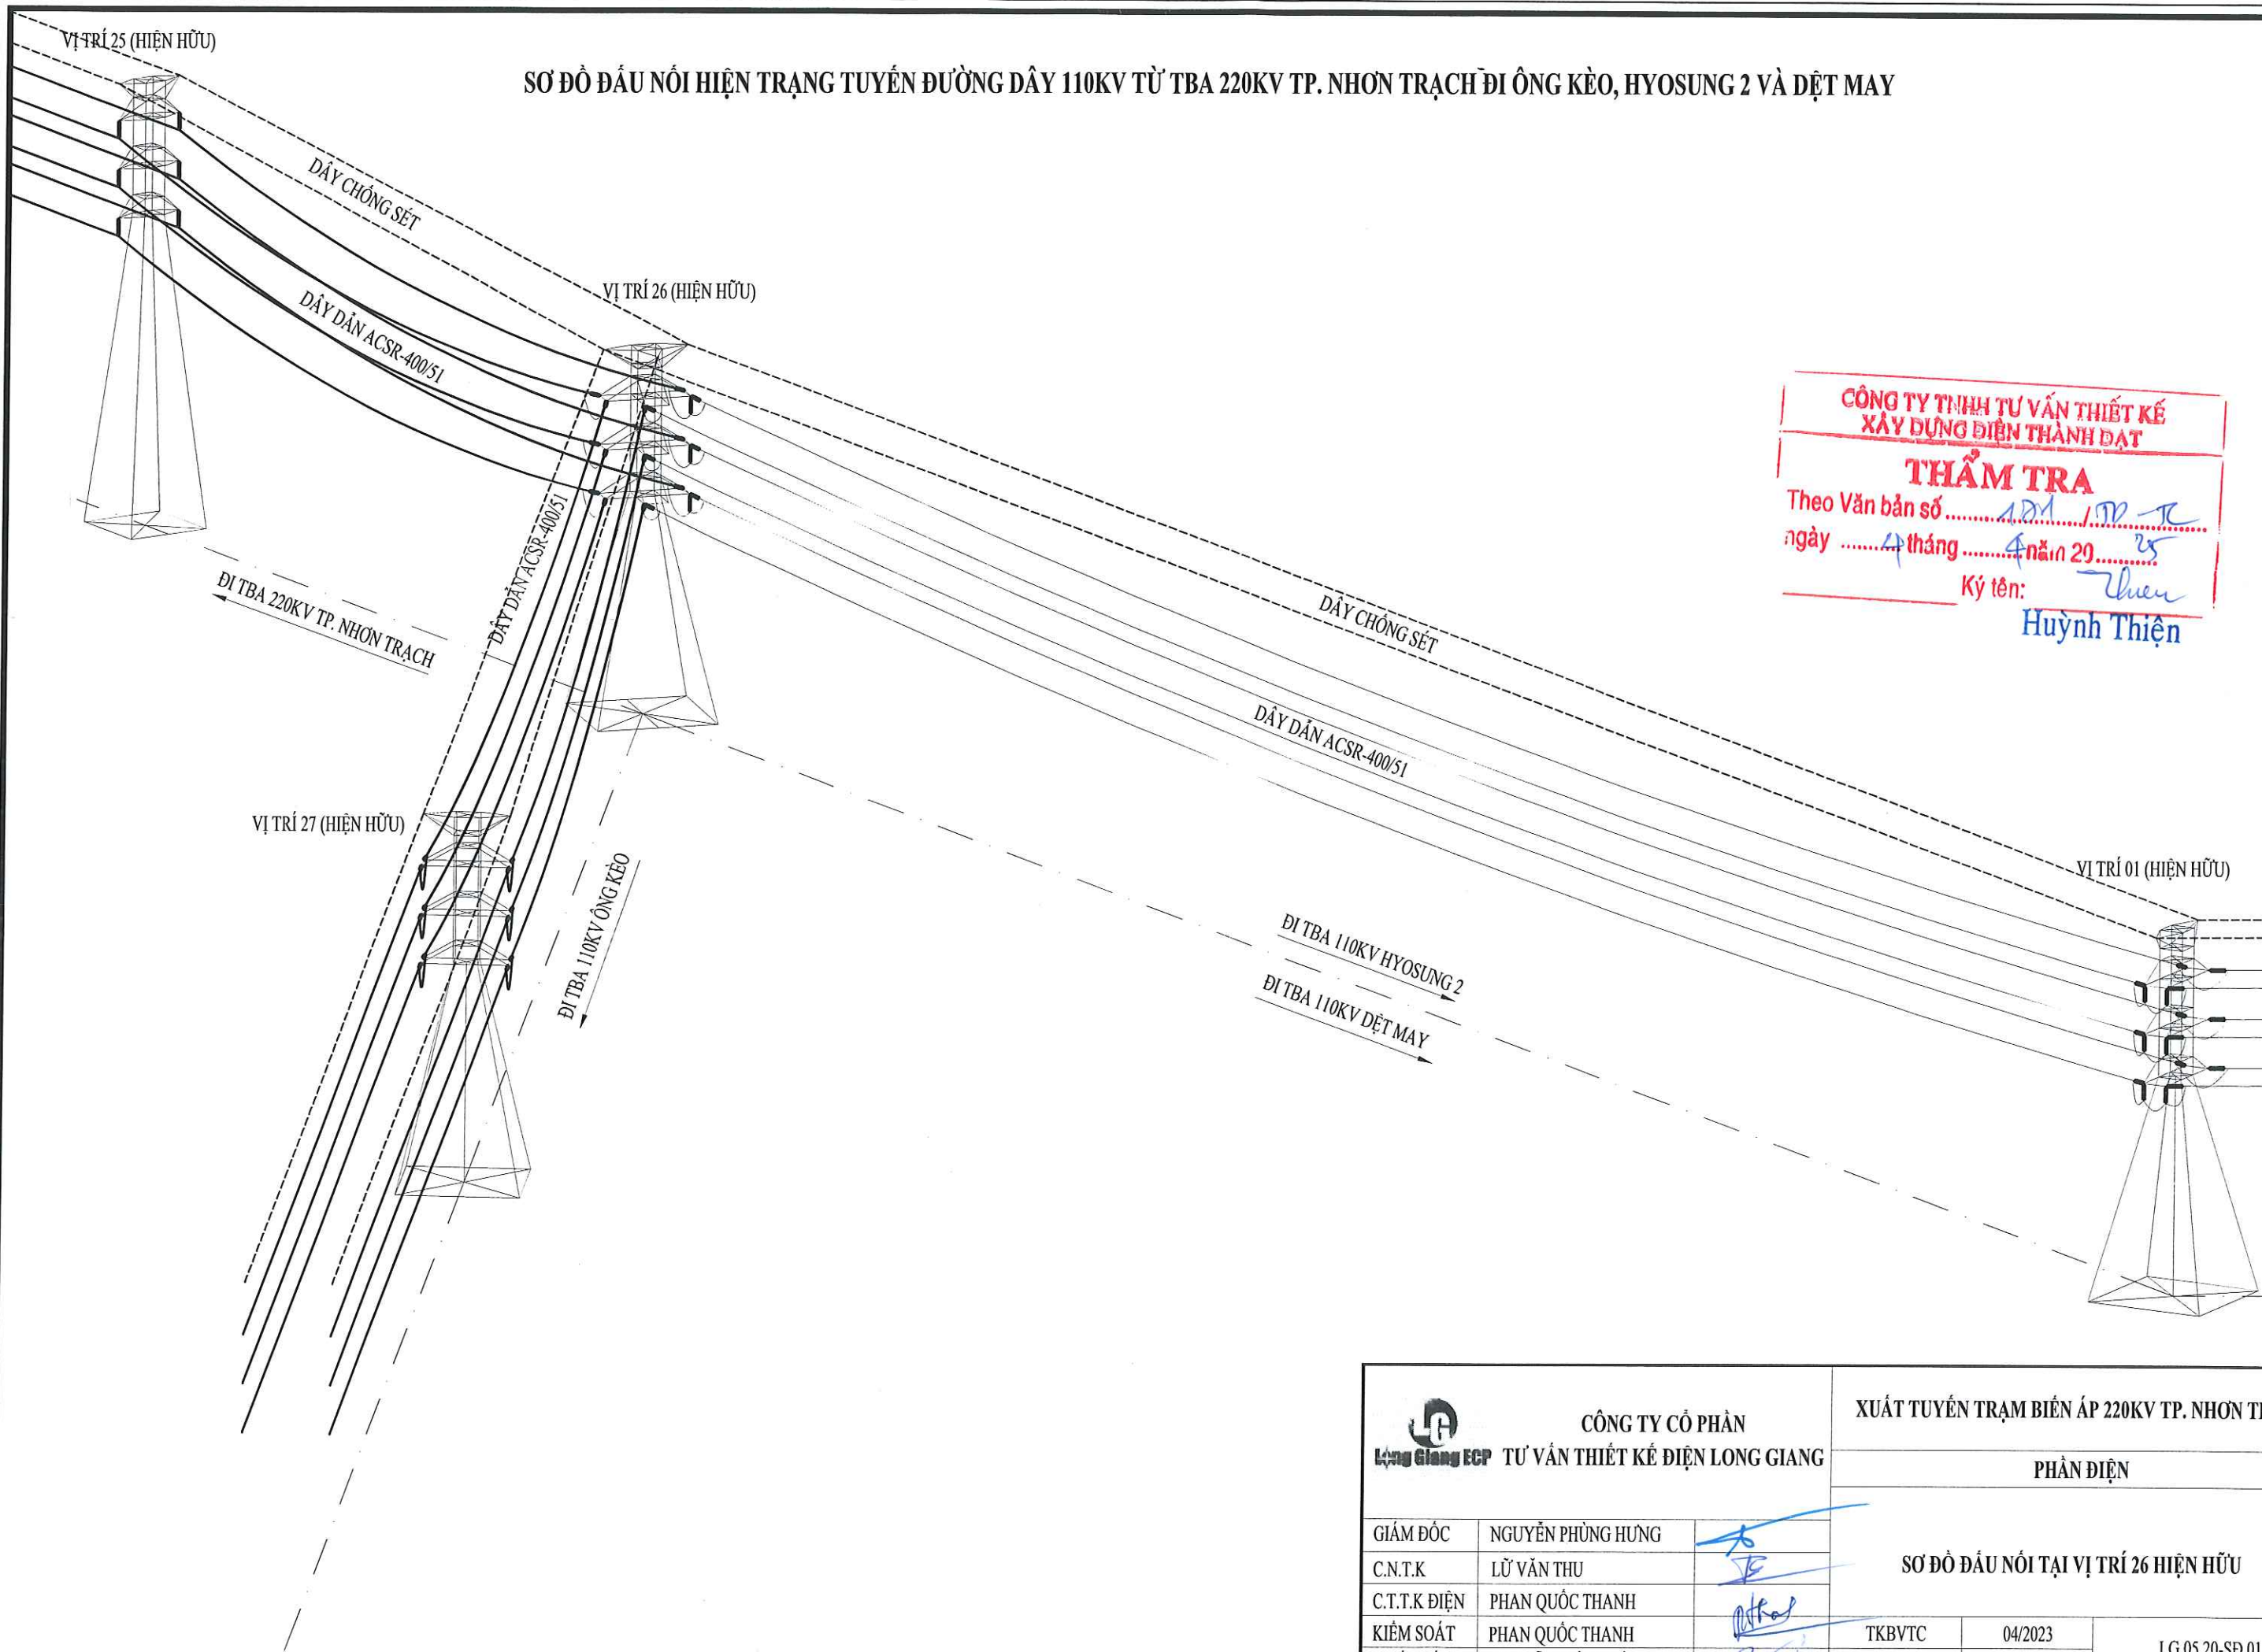 VỊ TRÍ 25 (HIỆN HỮU)
SƠ ĐỒ ĐẤU NỐI HIỆN TRẠNG TUYẾN ĐƯỜNG DÂY 110KV TỪ TBA 220KV TP. NHƠN TRẠCH ĐI ÔNG KÈO, HYOSUNG 2 VÀ DỆT MAY
DÂY CHỐNG SÉT
DÂY DẪN ACSR-400/51
VỊ TRÍ 26 (HIỆN HỮU)
CÔNG TY TNHH TƯ VẤN THIẾT KẾ
XÂY DỰNG ĐIỆN THÀNH ĐẠT
THẨM TRA
Theo Văn bản số ..................../....................
ngày ......... tháng .........4 năm 20...25
Ký tên:
Huỳnh Thiện
DÂY DẪN ACSR-400/51
ĐI TBA 220KV TP. NHƠN TRẠCH
DÂY CHỐNG SÉT
DÂY DẪN ACSR-400/51
VỊ TRÍ 27 (HIỆN HỮU)
ĐI TBA 110KV ÔNG KÈO
VỊ TRÍ 01 (HIỆN HỮU)
ĐI TBA 110KV HYOSUNG 2
ĐI TBA 110KV DỆT MAY
Long Giang ECP
CÔNG TY CỔ PHẦN
TƯ VẤN THIẾT KẾ ĐIỆN LONG GIANG
XUẤT TUYẾN TRẠM BIẾN ÁP 220KV TP. NHƠN
PHẦN ĐIỆN
GIÁM ĐỐC NGUYỄN PHÙNG HƯNG
C.N.T.K LỮ VĂN THU
C.T.T.K ĐIỆN PHAN QUỐC THANH
KIỂM SOÁT PHAN QUỐC THANH
SƠ ĐỒ ĐẤU NỐI TẠI VỊ TRÍ 26 HIỆN HỮU
TKBVTC 04/2023
LG.05.20-SĐ.01